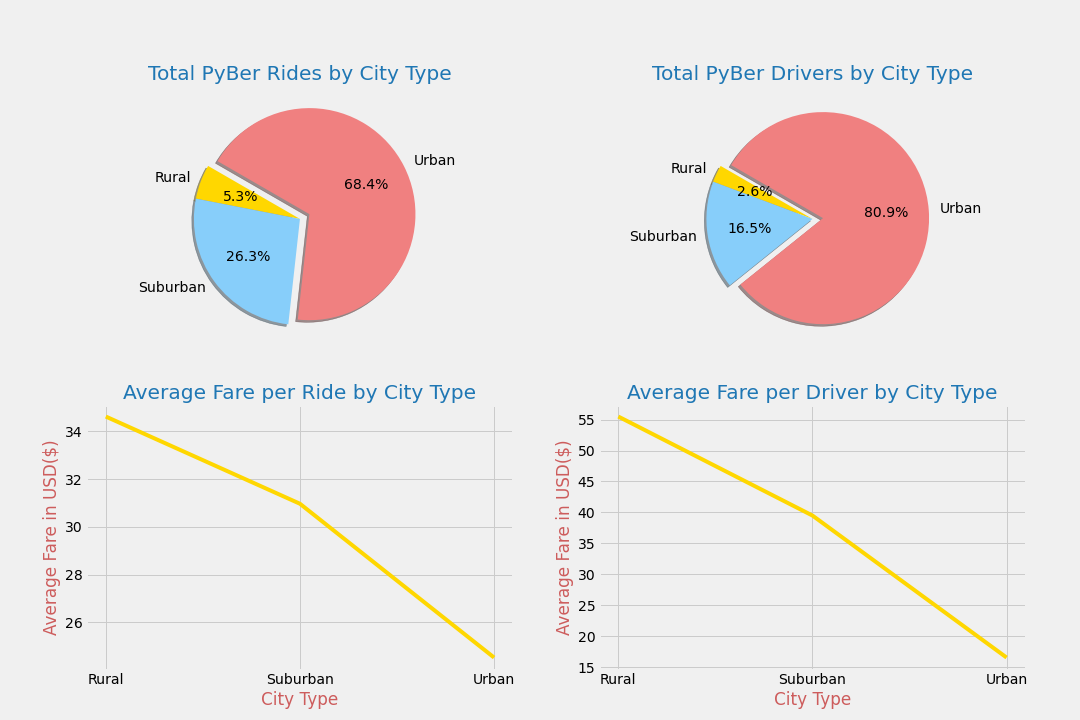 Total PyBer Rides by City Type
Urban
68.4%
Rural
5.3%
26.3%
Suburban
Total PyBer Drivers by City Type
Rural
2.6%
Urban
80.9%
16.5%
Suburban
Average Fare per Ride by City Type
Average Fare in USD($)
34
32
30
28
26
Rural Suburban Urban
City Type
Average Fare per Driver by City Type
Average Fare in USD($)
55
50
45
40
35
30
25
20
15
Rural Suburban Urban
City Type